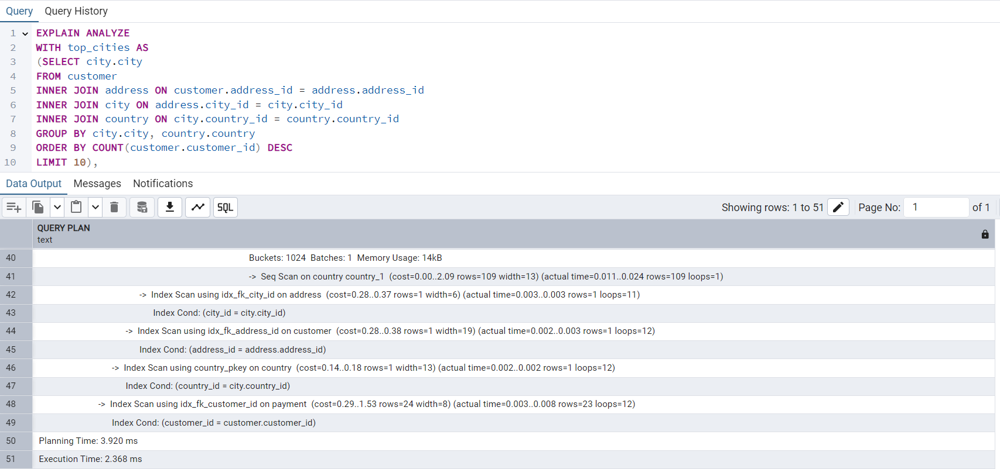 Query Query History
1 EXPLAIN ANALYZE
2 WITH top_cities AS
3 (SELECT city.city
4 FROM customer
5 INNER JOIN address ON customer.address_id = address.address_id
6 INNER JOIN city ON address.city_id = city.city_id
7 INNER JOIN country ON city.country_id = country.country_id
8 GROUP BY city.city, country.country
9 ORDER BY COUNT(customer.customer_id) DESC
10 LIMIT 10),
Data Output Messages Notifications
SQL Showing rows: 1 to 51 Page No: 1 of 1
QUERY PLAN
text
40 Buckets: 1024 Batches: 1 Memory Usage: 14kB
41 -> Seq Scan on country country_1 (cost=0.00..2.09 rows=109 width=13) (actual time=0.011..0.024 rows=109 loops=1)
42 -> Index Scan using idx_fk_city_id on address (cost=0.28..0.37 rows=1 width=6) (actual time=0.003..0.003 rows=1 loops=11)
43 Index Cond: (city_id = city.city_id)
44 -> Index Scan using idx_fk_address_id on customer (cost=0.28..0.38 rows=1 width=19) (actual time=0.002..0.003 rows=1 loops=12)
45 Index Cond: (address_id = address.address_id)
46 -> Index Scan using country_pkey on country (cost=0.14..0.18 rows=1 width=13) (actual time=0.002..0.002 rows=1 loops=12)
47 Index Cond: (country_id = city.country_id)
48 -> Index Scan using idx_fk_customer_id on payment (cost=0.29..1.53 rows=24 width=8) (actual time=0.003..0.008 rows=23 loops=12)
49 Index Cond: (customer_id = customer.customer_id)
50 Planning Time: 3.920 ms
51 Execution Time: 2.368 ms